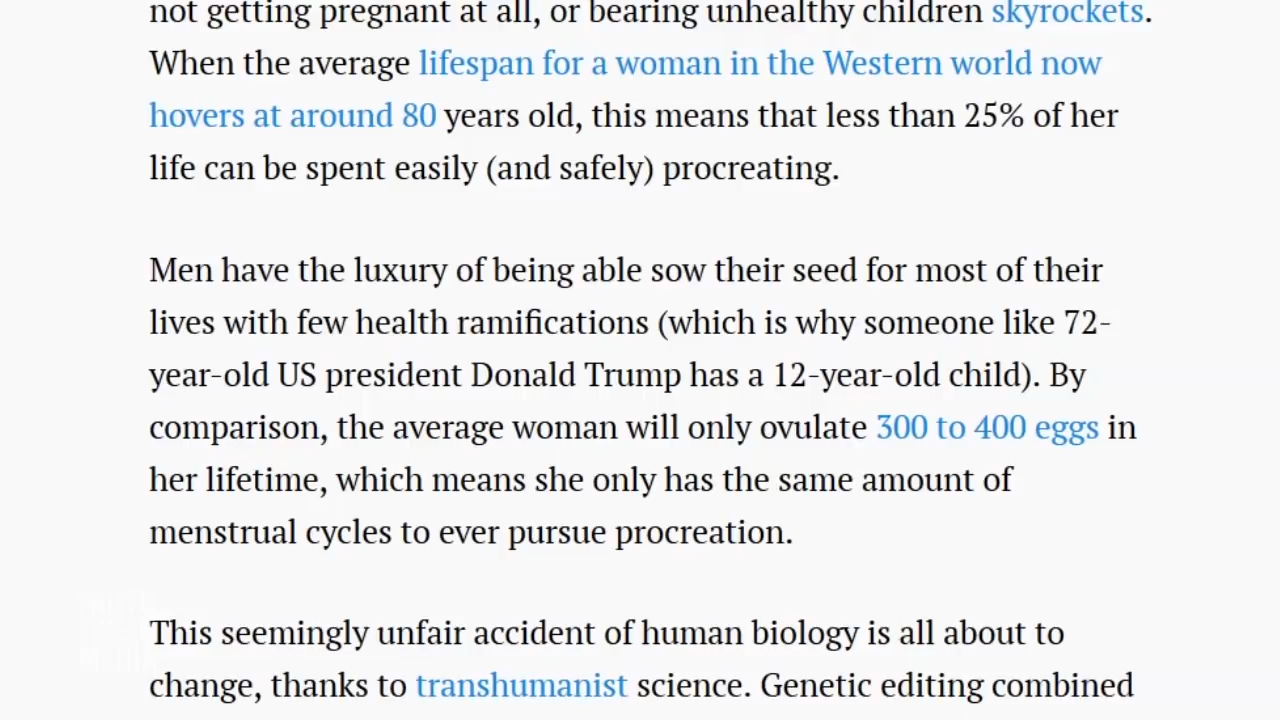 not getting pregnant at all, or bearing unhealthy children skyrockets.
When the average lifespan for a woman in the Western world now
hovers at around 80 years old, this means that less than 25% of her
life can be spent easily (and safely) procreating.
Men have the luxury of being able sow their seed for most of their
lives with few health ramifications (which is why someone like 72-
year-old US president Donald Trump has a 12-year-old child). By
comparison, the average woman will only ovulate 300 to 400 eggs in
her lifetime, which means she only has the same amount of
menstrual cycles to ever pursue procreation.
This seemingly unfair accident of human biology is all about to
change, thanks to transhumanist science. Genetic editing combined